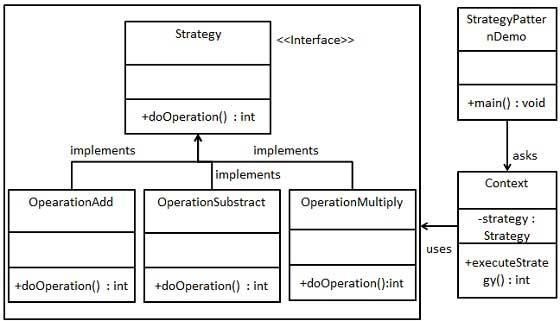 Strategy
<<Interface>>
+doOperation() : int
StrategyPatter
nDemo
+main() : void
implements
implements
implements
asks
OpearationAdd
+doOperation() : int
OperationSubstract
+doOperation() : int
OperationMultiply
+doOperation():int
uses
Context
-strategy :
Strategy
+executeStrate
gy() : int